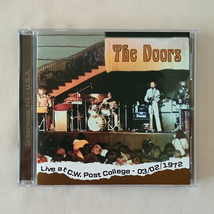 The Doors
Live at C.W. Post College - 03/02/1972